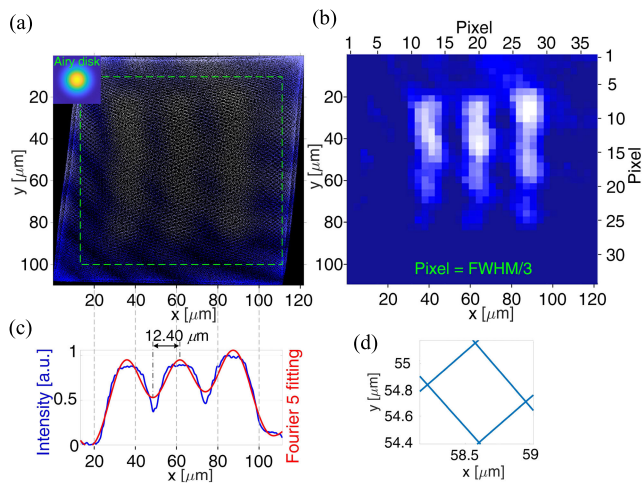 (a)
Airy disk
20
40
60
80
100
y [μm]
20 40 60 80 100 120
x [μm]
(b)
Pixel
1 5 10 15 20 25 30 35
20
40
60
80
100
y [μm]
1
5
10
15
20
25
30
Pixel
Pixel = FWHM/3
20 40 60 80 100 120
x [μm]
(c)
12.40 μm
1
0.5
0
Intensity [a.u.]
Fourier 5 fitting
20 40 60 80 100 120
x [μm]
(d)
55
54.8
54.6
54.4
y [μm]
58.5 59
x [μm]